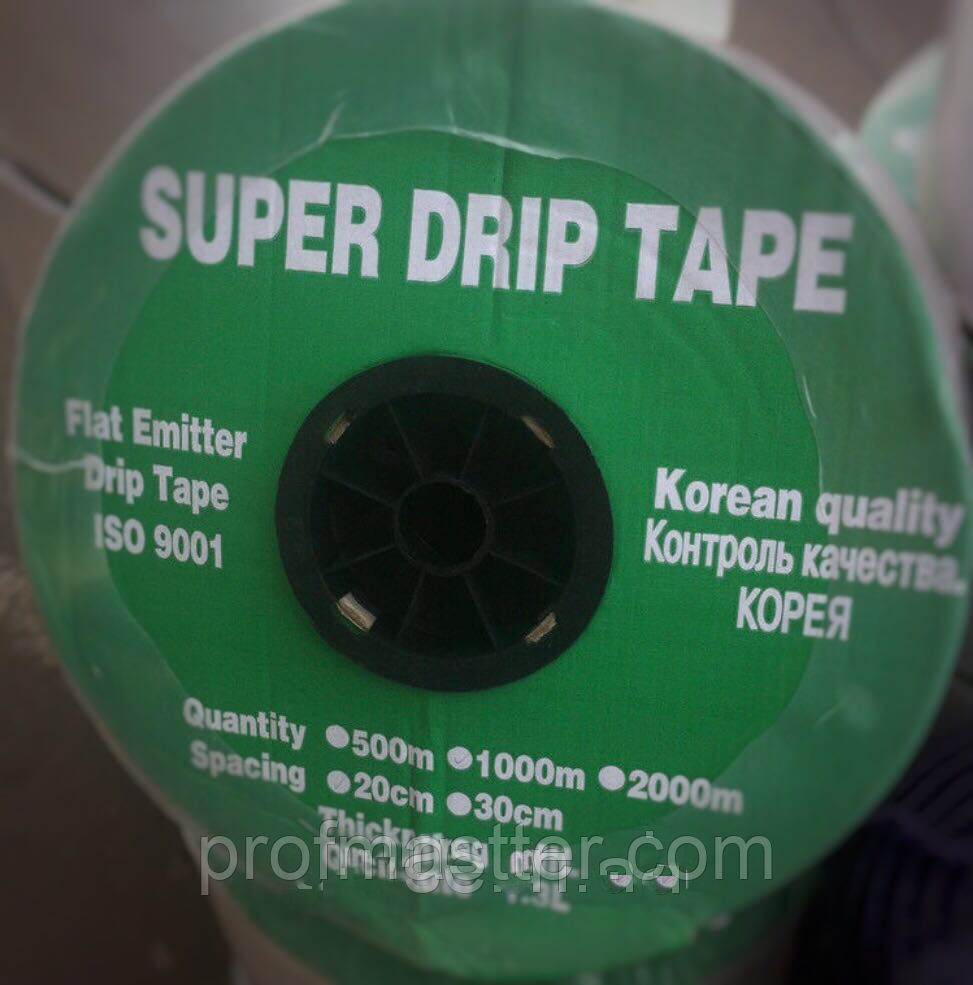 SUPER DRIP TAPE
Flat Emitter
Drip Tape
ISO 9001
Korean quality
Контроль качества..
КОРЕЯ
Quantity 500m 1000m 2000m
Spacing 20cm 30cm
profmastter.com